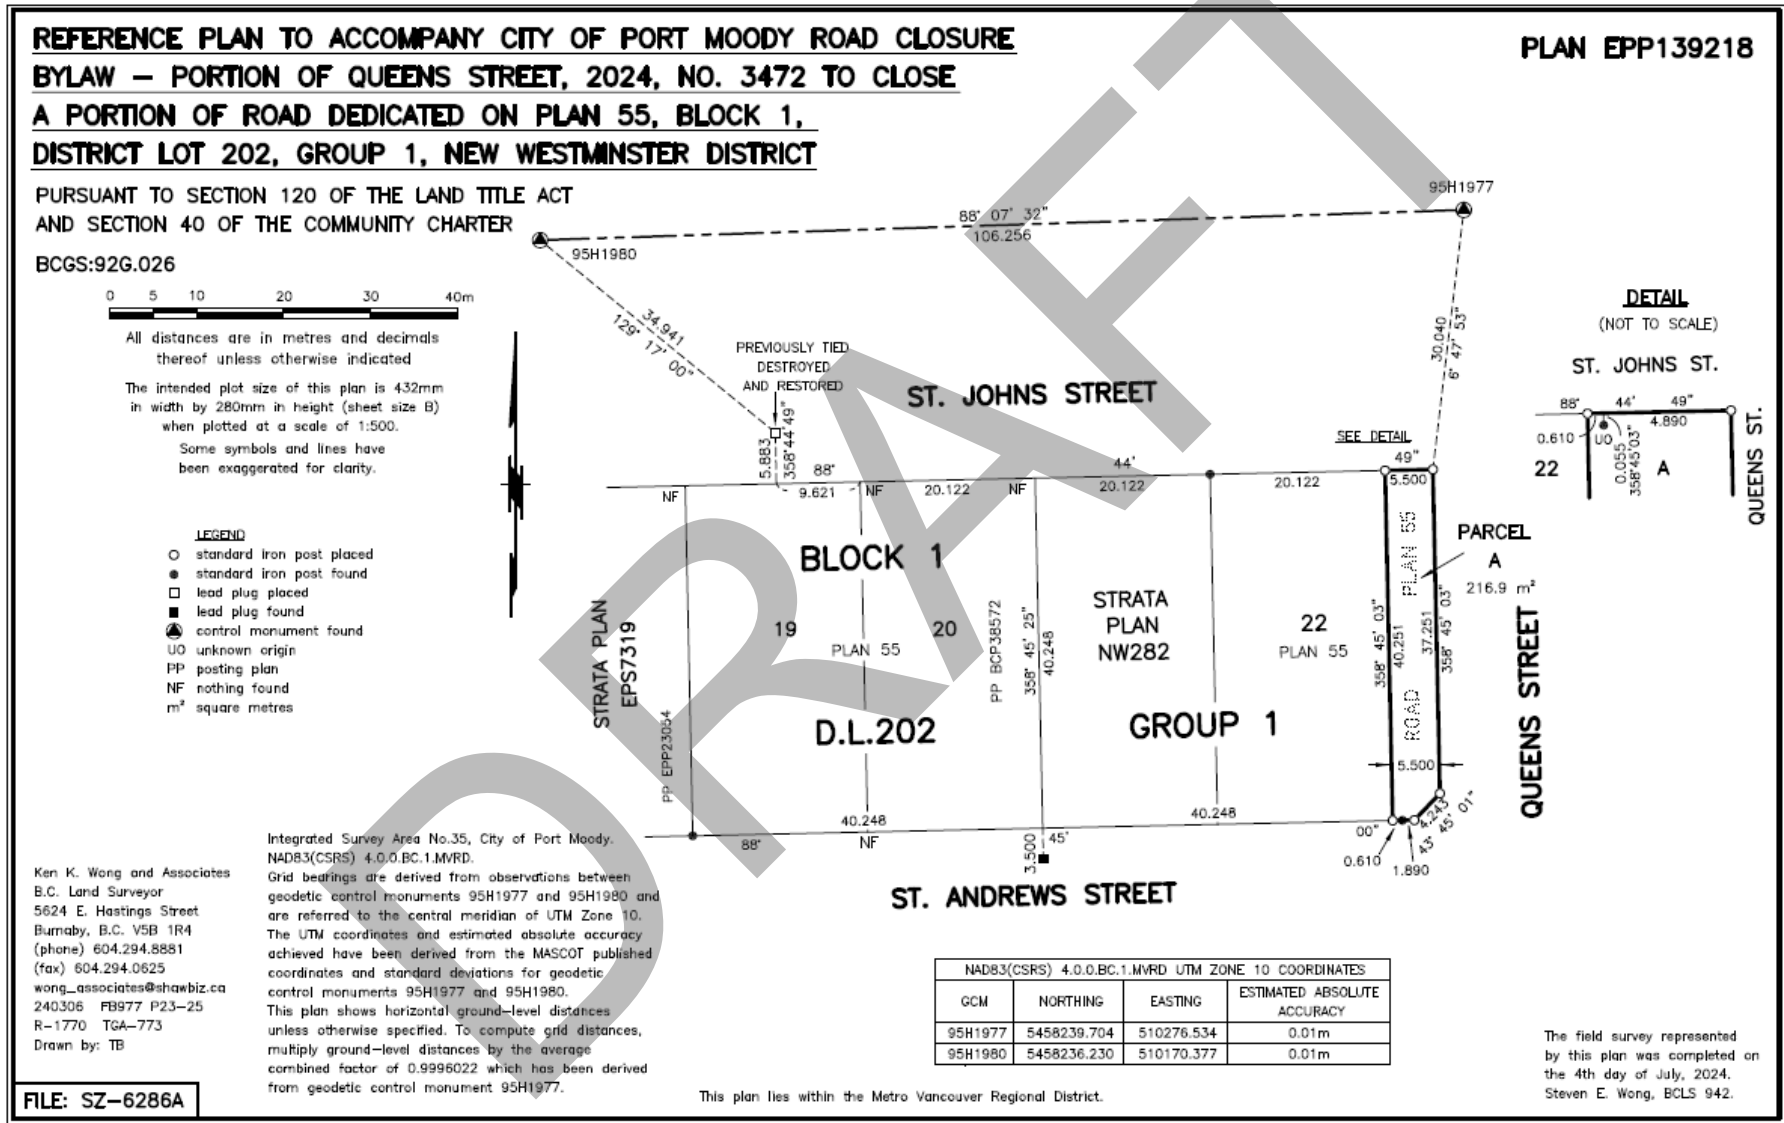 REFERENCE PLAN TO ACCOMPANY CITY OF PORT MOODY ROAD CLOSURE
BYLAW – PORTION OF QUEENS STREET, 2024, NO. 3472 TO CLOSE
A PORTION OF ROAD DEDICATED ON PLAN 55, BLOCK 1,
DISTRICT LOT 202, GROUP 1, NEW WESTMINSTER DISTRICT
PLAN EPP139218
PURSUANT TO SECTION 120 OF THE LAND TITLE ACT
AND SECTION 40 OF THE COMMUNITY CHARTER
BCGS:92G.026
0 5 10 20 30 40m
All distances are in metres and decimals
thereof unless otherwise indicated
The intended plot size of this plan is 432mm
in width by 280mm in height (sheet size B)
when plotted at a scale of 1:500.
Some symbols and lines have
been exaggerated for clarity.
LEGEND
standard iron post placed
standard iron post found
lead plug placed
lead plug found
control monument found
UO unknown origin
PP posting plan
NF nothing found
m² square metres
95H1980
88° 07' 32"
106.256
95H1977
34.941
129° 17' 00"
PREVIOUSLY TIED
DESTROYED
AND RESTORED
5.883
358°44'49"
ST. JOHNS STREET
30.040
6° 47' 53"
SEE DETAIL
88° 44' 49"
NF
9.621
NF
20.122
NF
20.122
20.122
5.500
DETAIL
(NOT TO SCALE)
ST. JOHNS ST.
88° 44' 49"
4.890
0.610
UO
0.055
358°45'03"
22
A
QUEENS ST.
PARCEL
A
216.9 m²
BLOCK 1
STRATA PLAN
EPS7319
PP EPP23054
19
20
PLAN 55
PP BCP38572
358° 45' 25"
40.248
STRATA
PLAN
NW282
22
PLAN 55
358° 45' 03"
40.251
ROAD PLAN 55
37.251
358° 45' 03"
QUEENS STREET
D.L.202
GROUP 1
5.500
40.248
40.248
88° 45' 00"
NF
3.500
0.610
1.890
4.243
43° 45' 01"
ST. ANDREWS STREET
Ken K. Wong and Associates
B.C. Land Surveyor
5624 E. Hastings Street
Burnaby, B.C. V5B 1R4
(phone) 604.294.8881
(fax) 604.294.0625
wong_associates@shawbiz.ca
240306 FB977 P23–25
R–1770 TGA–773
Drawn by: TB
FILE: SZ–6286A
Integrated Survey Area No.35, City of Port Moody.
NAD83(CSRS) 4.0.0.BC.1.MVRD.
Grid bearings are derived from observations between
geodetic control monuments 95H1977 and 95H1980 and
are referred to the central meridian of UTM Zone 10.
The UTM coordinates and estimated absolute accuracy
achieved have been derived from the MASCOT published
coordinates and standard deviations for geodetic
control monuments 95H1977 and 95H1980.
This plan shows horizontal ground–level distances
unless otherwise specified. To compute grid distances,
multiply ground–level distances by the average
combined factor of 0.9996022 which has been derived
from geodetic control monument 95H1977.
NAD83(CSRS) 4.0.0.BC.1.MVRD UTM ZONE 10 COORDINATES
GCM NORTHING EASTING ESTIMATED ABSOLUTE ACCURACY
95H1977 5458239.704 510276.534 0.01m
95H1980 5458236.230 510170.377 0.01m
This plan lies within the Metro Vancouver Regional District.
The field survey represented
by this plan was completed on
the 4th day of July, 2024.
Steven E. Wong, BCLS 942.
DRAFT